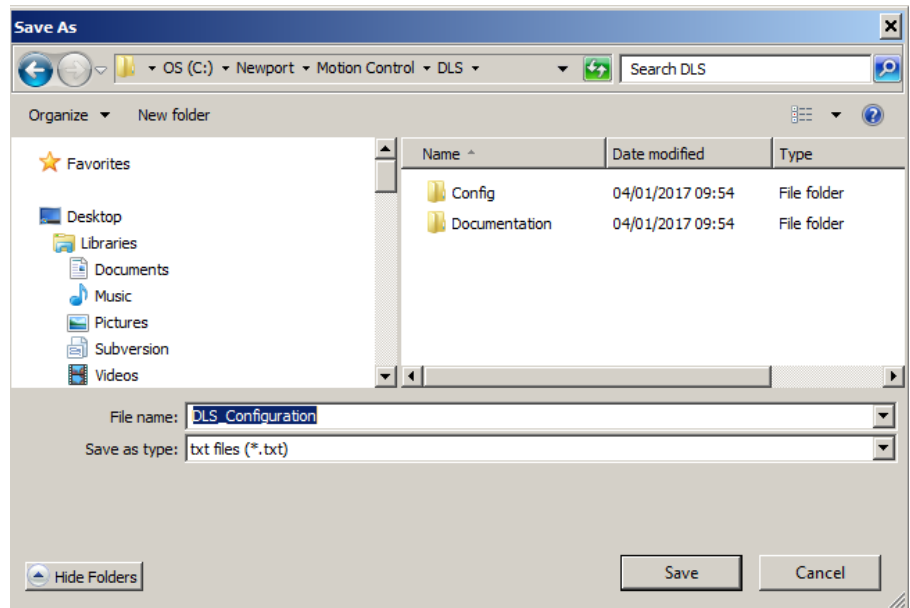 Save As
OS (C:) Newport Motion Control DLS
Search DLS
Organize New folder
Name Date modified Type
Favorites
Config 04/01/2017 09:54 File folder
Desktop
Documentation 04/01/2017 09:54 File folder
Libraries
Documents
Music
Pictures
Subversion
Videos
File name: DLS_Configuration
Save as type: txt files (*.txt)
Hide Folders Save Cancel